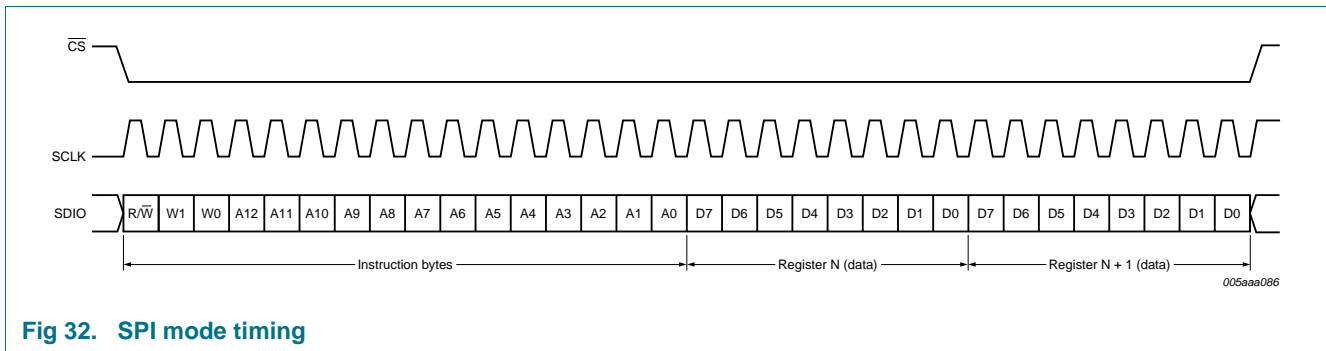 CS
SCLK
SDIO R/W W1 W0 A12 A11 A10 A9 A8 A7 A6 A5 A4 A3 A2 A1 A0 D7 D6 D5 D4 D3 D2 D1 D0 D7 D6 D5 D4 D3 D2 D1 D0
Instruction bytes Register N (data) Register N + 1 (data)
005aaa086
Fig 32. SPI mode timing